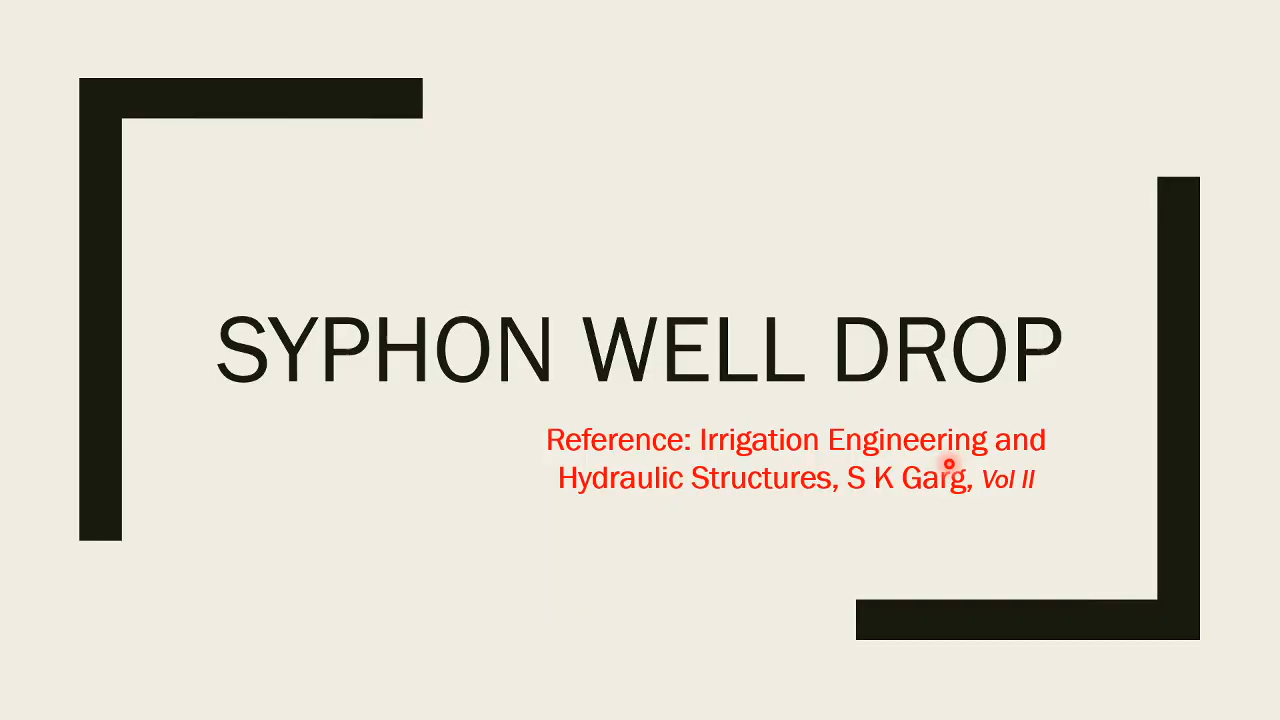 SYPHON WELL DROP
Reference: Irrigation Engineering and
Hydraulic Structures, S K Garg, Vol II